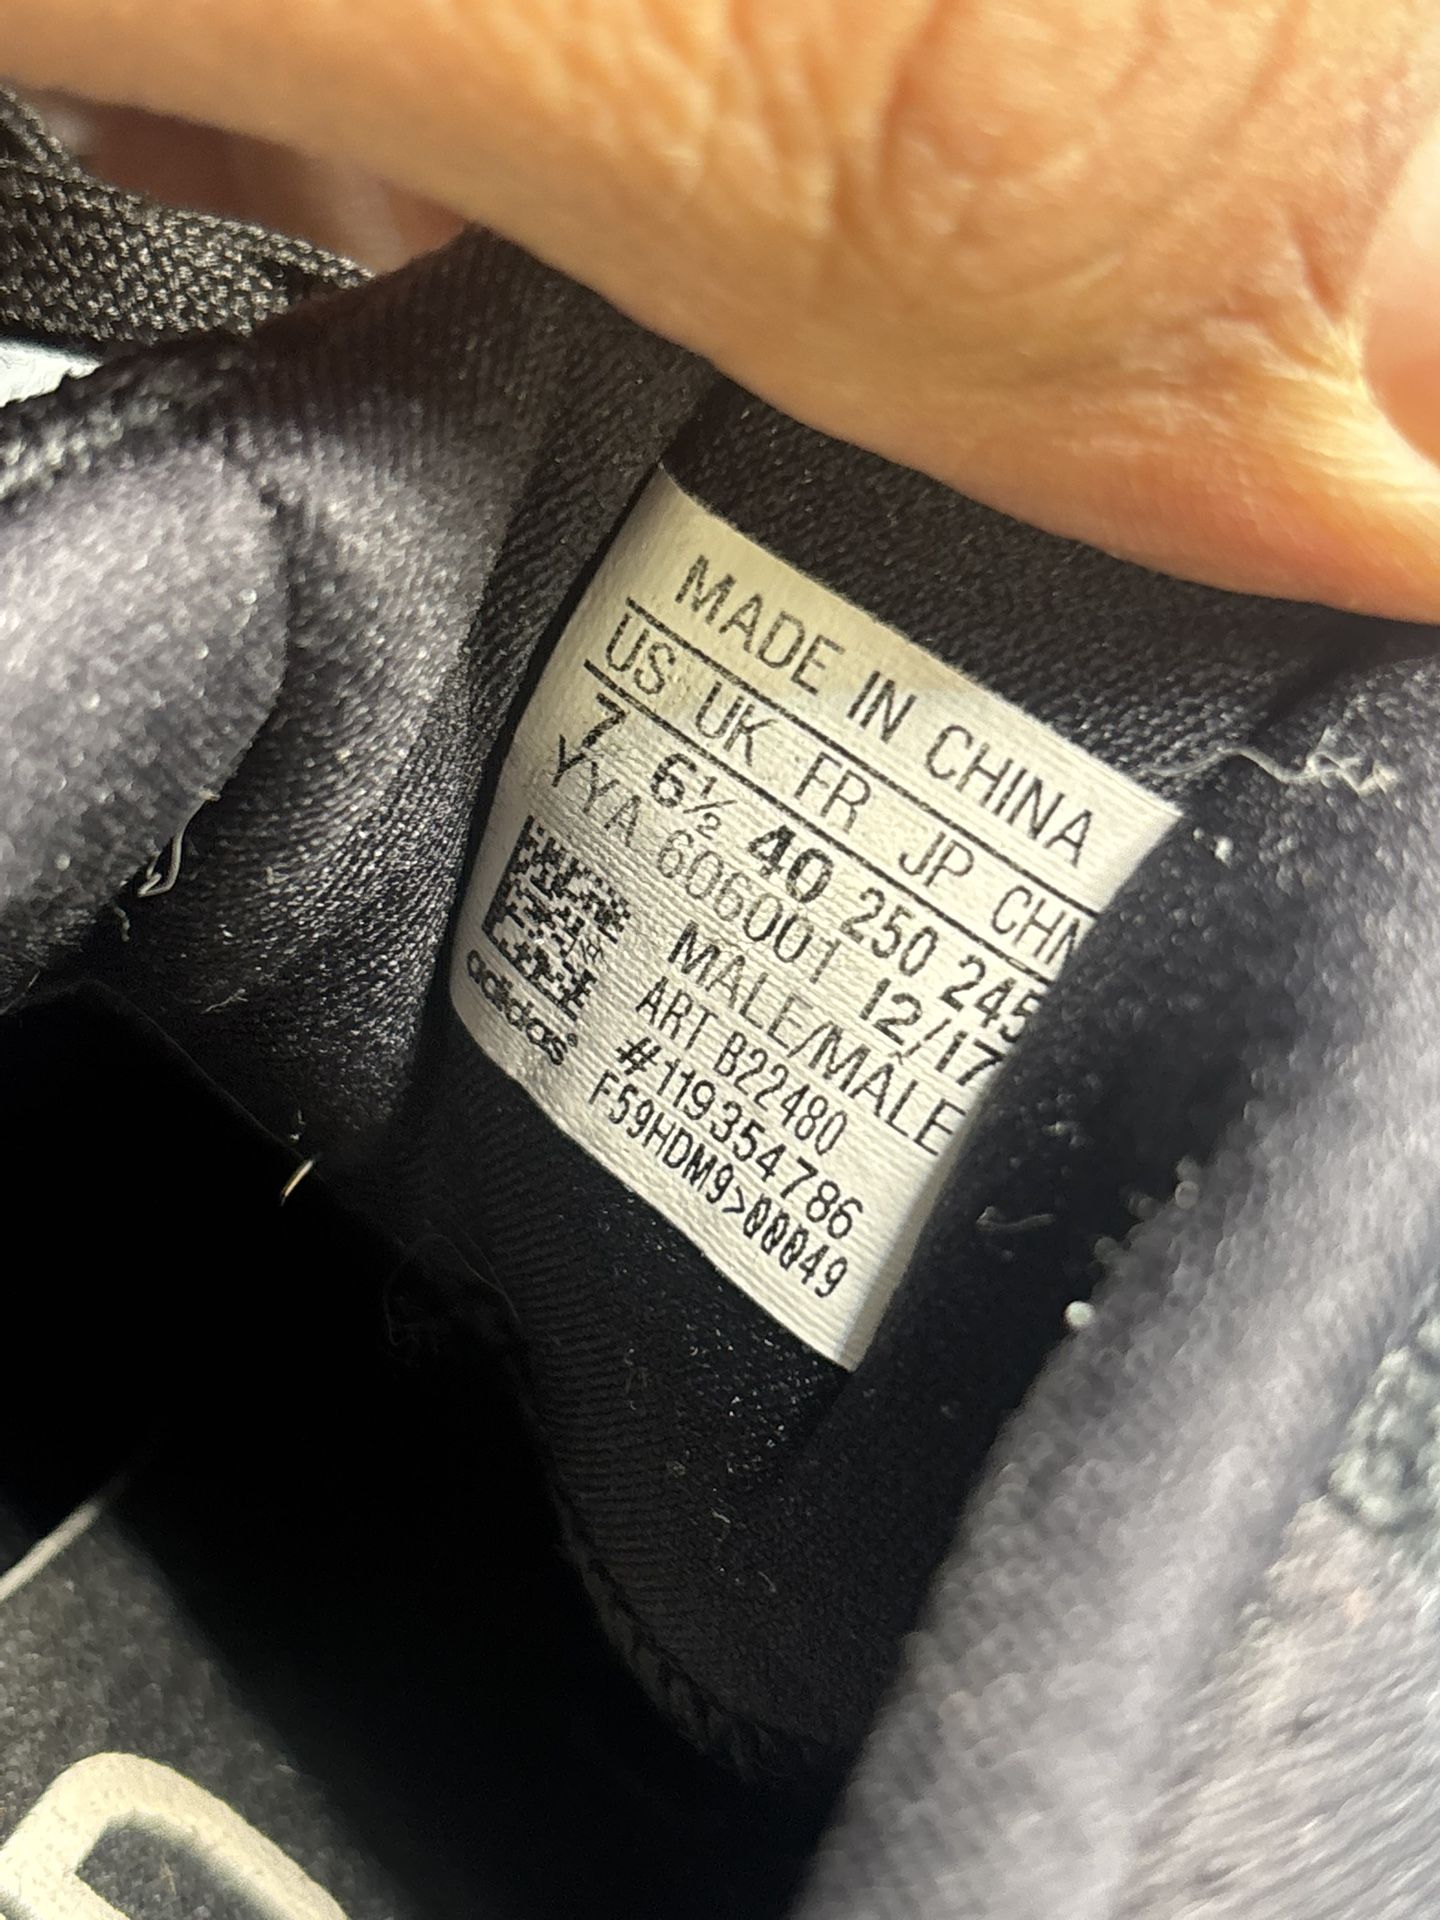 MADE IN CHINA
US UK FR JP CHN
7 6½ 40 250 245
YYA 606001 12/17
MALE/MALE
ART B22480
#119354786
F59HDM9>00049
adidas